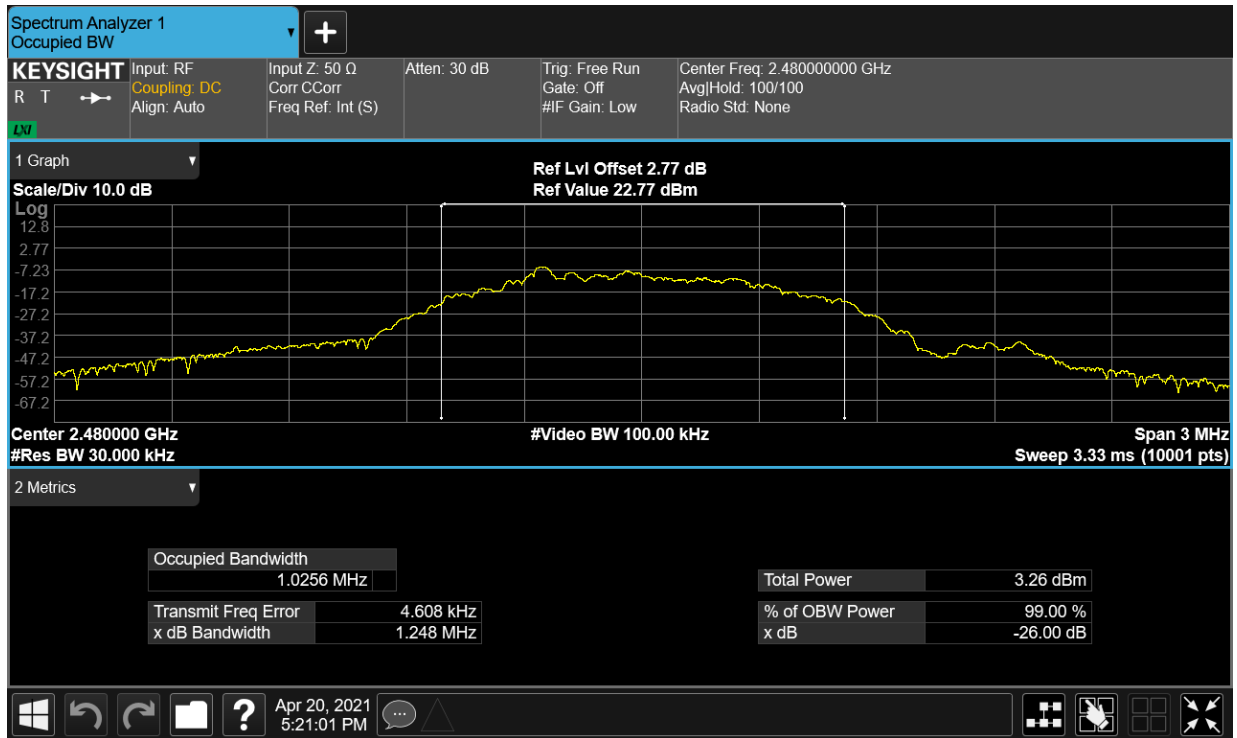 Spectrum Analyzer 1
Occupied BW
+
KEYSIGHT Input: RF Input Z: 50 Ω Atten: 30 dB Trig: Free Run Center Freq: 2.480000000 GHz
R T Coupling: DC Corr CCorr Gate: Off Avg|Hold: 100/100
Align: Auto Freq Ref: Int (S) #IF Gain: Low Radio Std: None
LXI
1 Graph
Ref Lvl Offset 2.77 dB
Scale/Div 10.0 dB Ref Value 22.77 dBm
Log
12.8
2.77
-7.23
-17.2
-27.2
-37.2
-47.2
-57.2
-67.2
Center 2.480000 GHz #Video BW 100.00 kHz Span 3 MHz
#Res BW 30.000 kHz Sweep 3.33 ms (10001 pts)
2 Metrics
Occupied Bandwidth
1.0256 MHz Total Power 3.26 dBm
Transmit Freq Error 4.608 kHz % of OBW Power 99.00 %
x dB Bandwidth 1.248 MHz x dB -26.00 dB
? Apr 20, 2021
5:21:01 PM